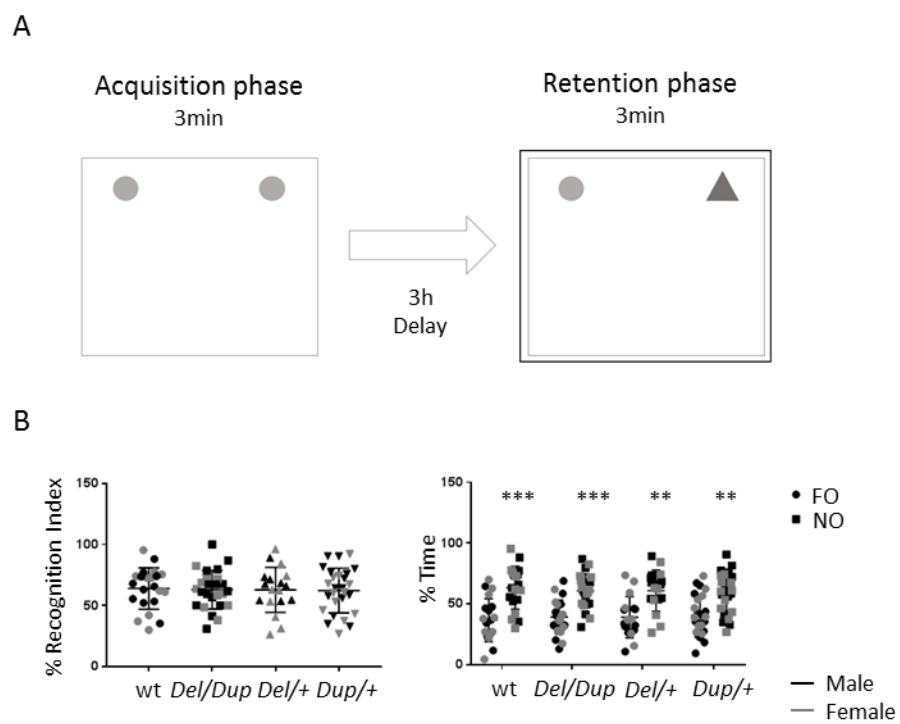 A
Acquisition phase
3min
Retention phase
3min
3h
Delay
B
% Recognition Index
150
100
50
0
wt Del/Dup Del/+ Dup/+
% Time
150
100
50
0
*** *** ** **
wt Del/Dup Del/+ Dup/+
FO
NO
Male
Female